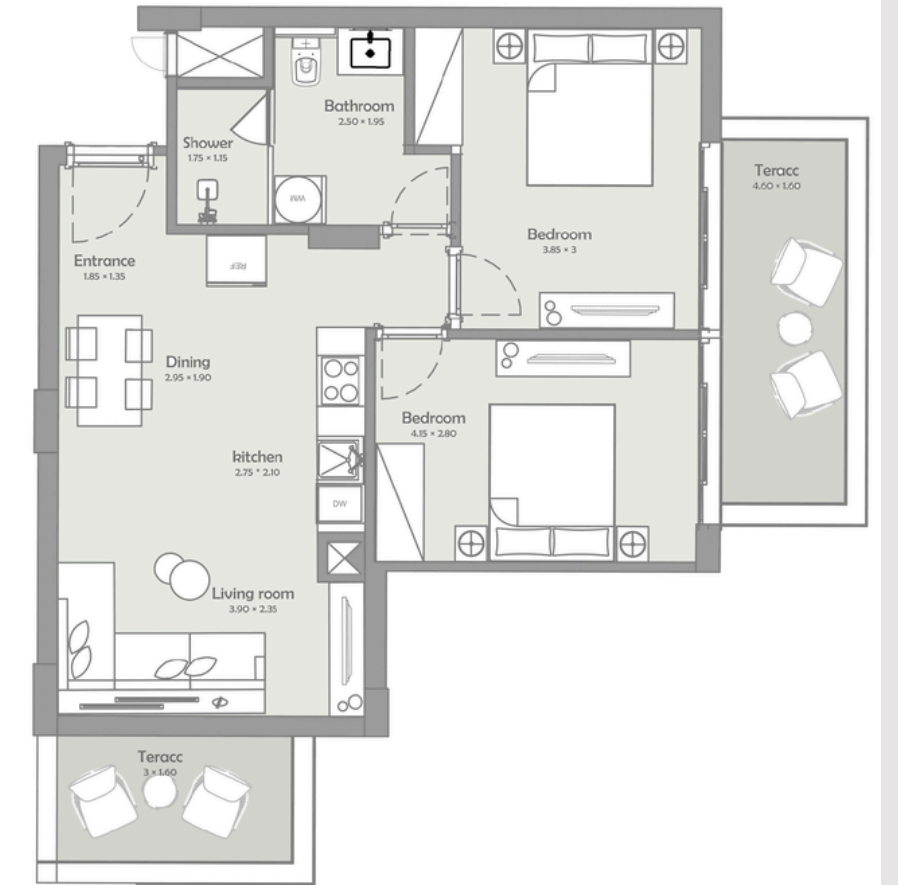 Bathroom
2.50 × 1.95
Shower
1.75 × 1.15
WM
Teracc
4.60 × 1.60
Bedroom
3.85 × 3
Entrance
1.85 × 1.35
REF
Dining
2.95 × 1.90
Bedroom
4.15 × 2.80
kitchen
2.75 * 2.10
DW
Living room
3.90 × 2.35
Teracc
3 × 1.60